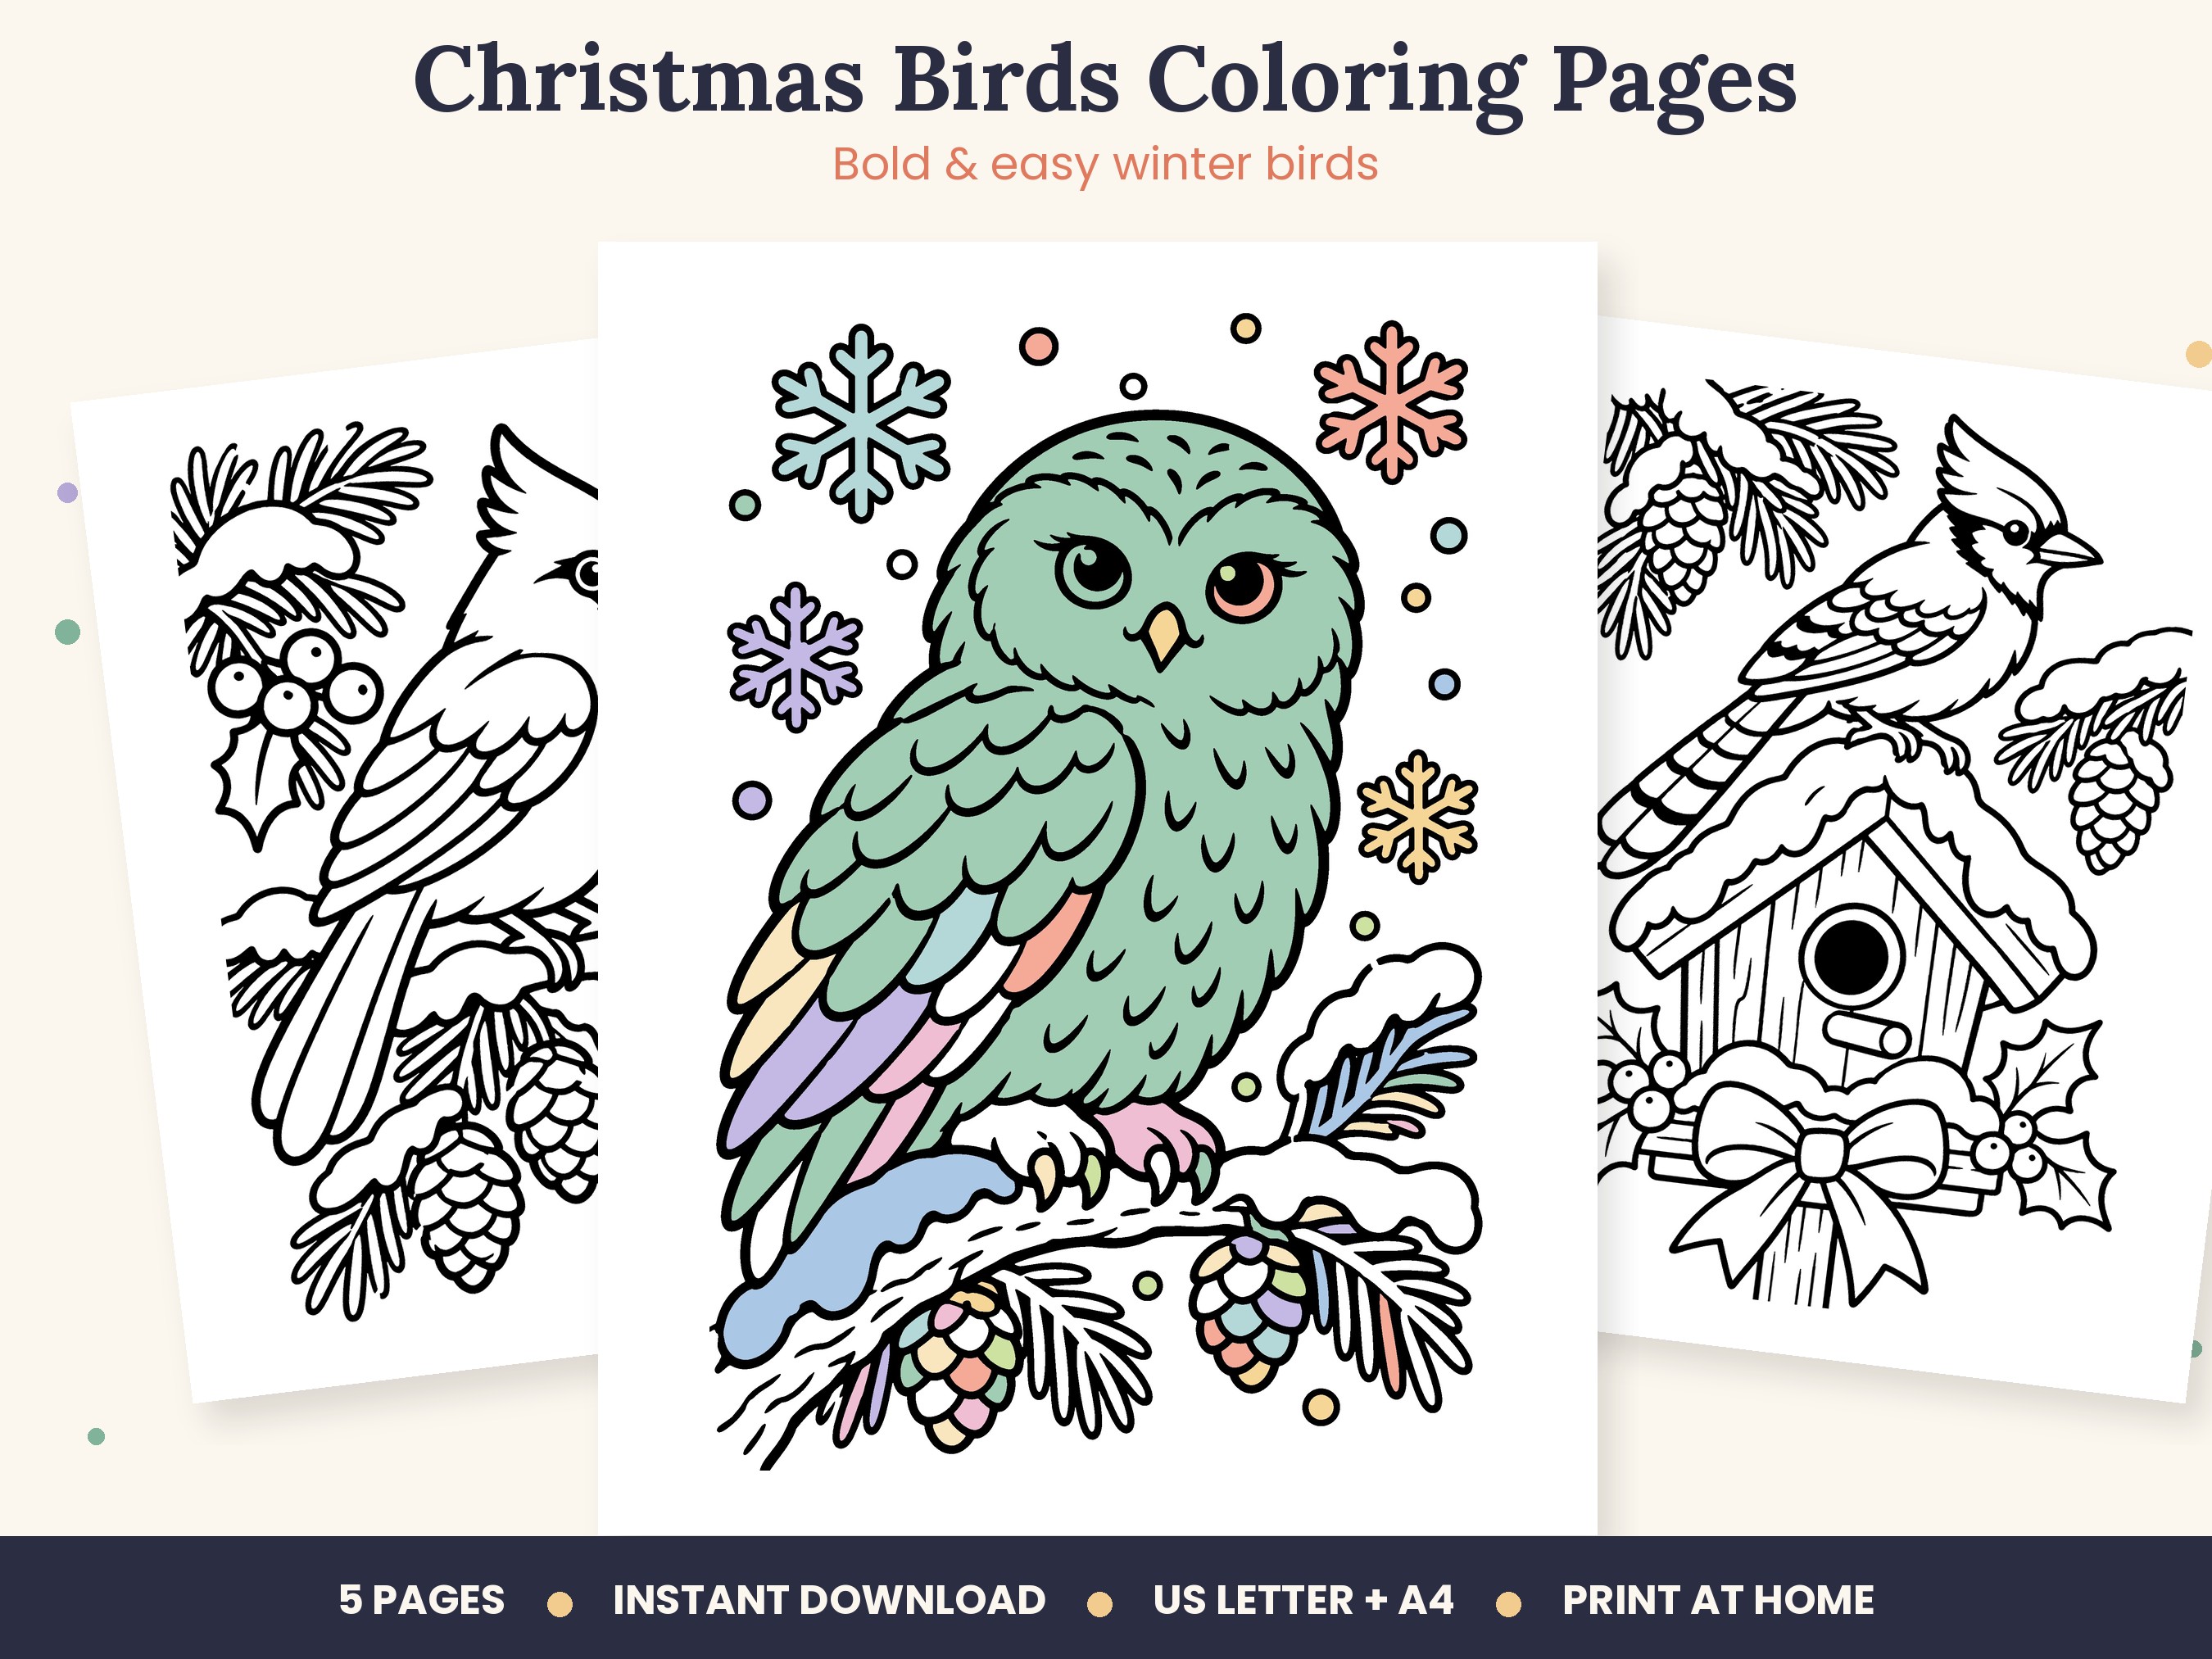 Christmas Birds Coloring Pages
Bold & easy winter birds
5 PAGES ● INSTANT DOWNLOAD ● US LETTER + A4 ● PRINT AT HOME